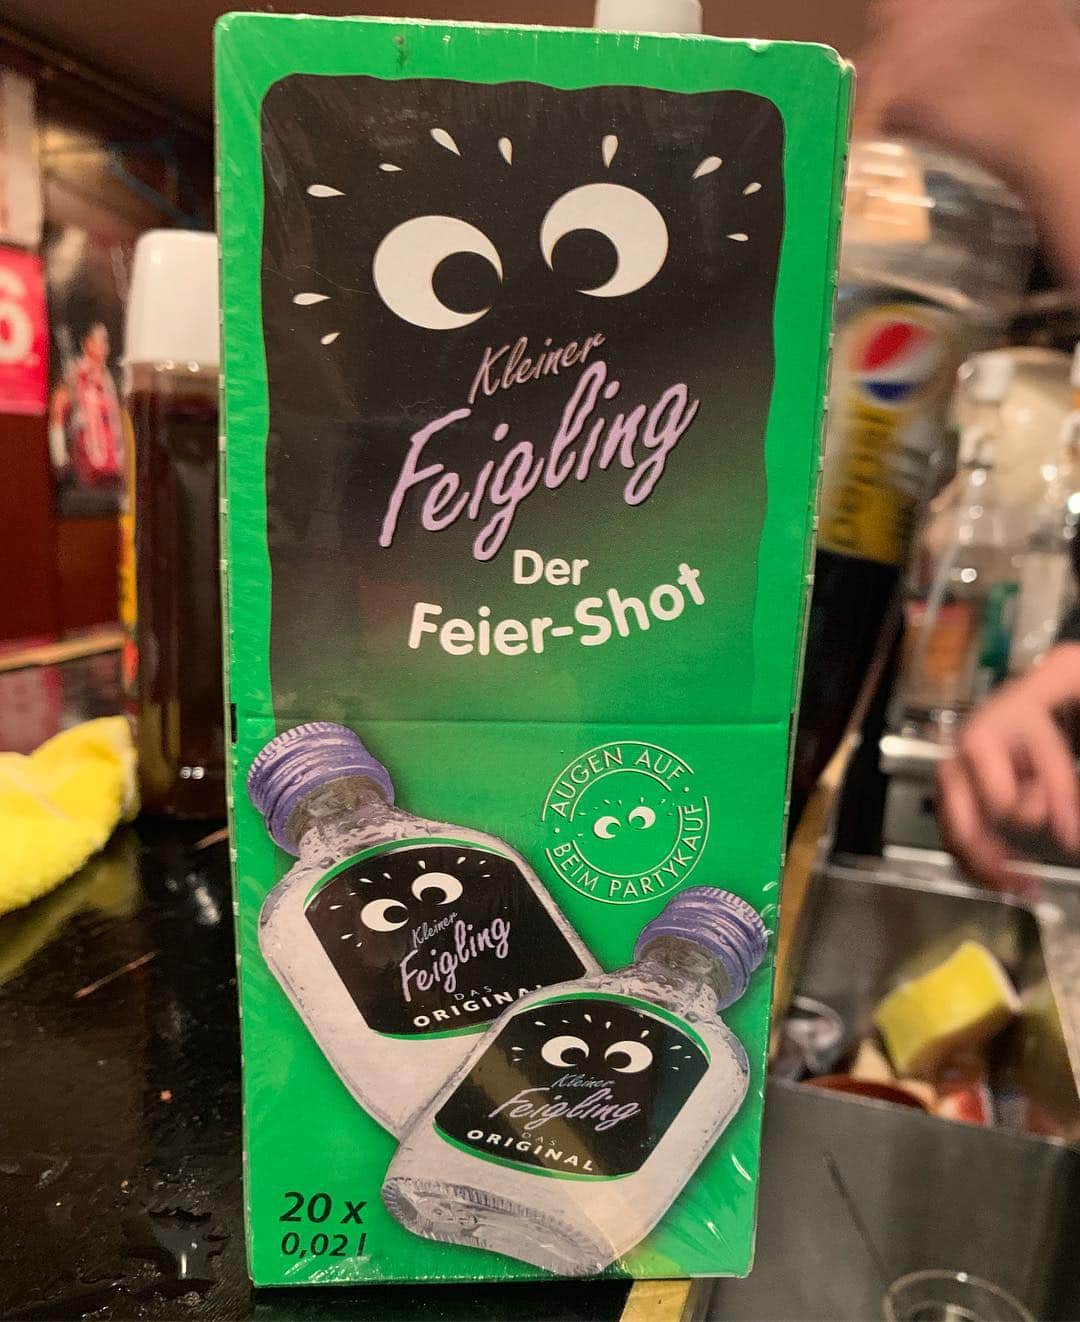 Kleiner
Feigling
Der
Feier-Shot
AUGEN AUF
BEIM PARTYKAUF
Kleiner
Feigling
DAS
ORIGINAL
Kleiner
Feigling
DAS
ORIGINAL
20 x
0,02 l